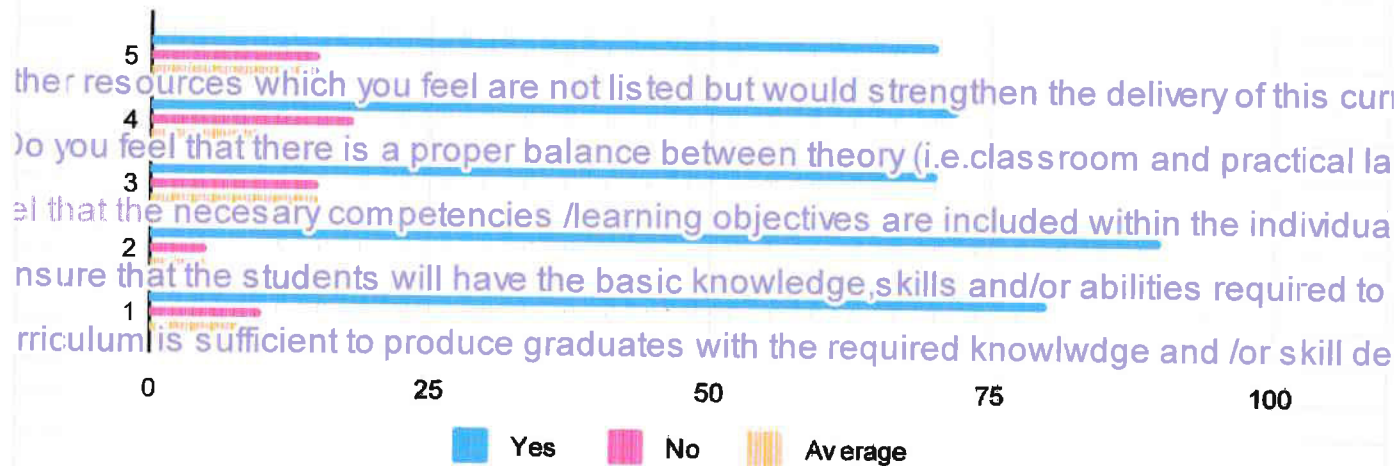 5
ther resources which you feel are not listed but would strengthen the delivery of this curr
4
Do you feel that there is a proper balance between theory (i.e.classroom and practical la
3
el that the necesary competencies /learning objectives are included within the individua
2
nsure that the students will have the basic knowledge,skills and/or abilities required to
1
rriculum is sufficient to produce graduates with the required knowlwdge and /or skill de
0 25 50 75 100
Yes No Average